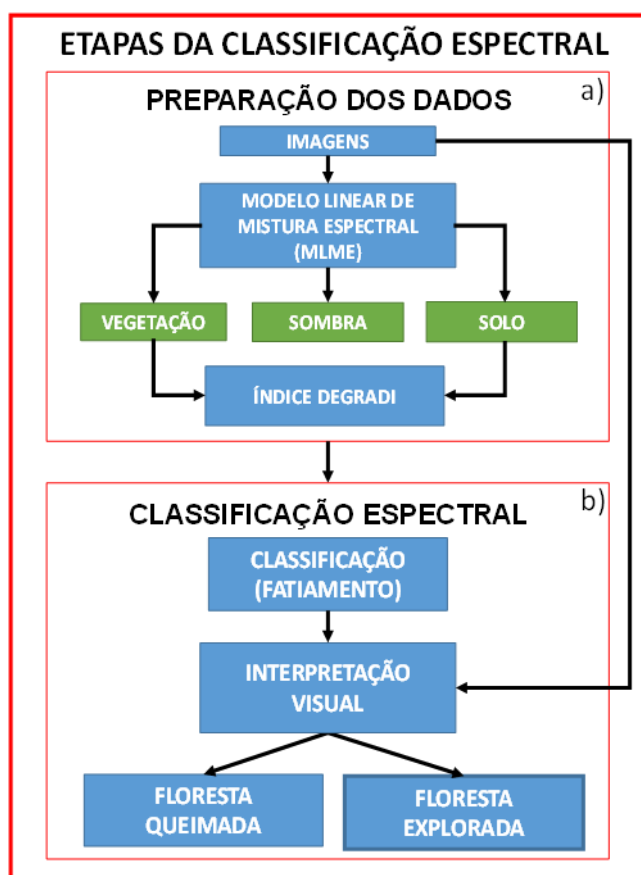 ETAPAS DA CLASSIFICAÇÃO ESPECTRAL
a)
PREPARAÇÃO DOS DADOS
IMAGENS
MODELO LINEAR DE
MISTURA ESPECTRAL
(MLME)
VEGETAÇÃO
SOMBRA
SOLO
ÍNDICE DEGRADI
b)
CLASSIFICAÇÃO ESPECTRAL
CLASSIFICAÇÃO
(FATIAMENTO)
INTERPRETAÇÃO
VISUAL
FLORESTA
QUEIMADA
FLORESTA
EXPLORADA